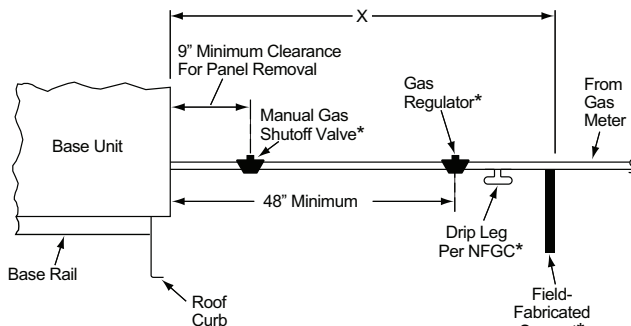 X
9” Minimum Clearance
For Panel Removal
Manual Gas
Shutoff Valve*
Gas
Regulator*
From
Gas
Meter
Base Unit
48” Minimum
Drip Leg
Per NFGC*
Base Rail
Roof
Curb
Field-
Fabricated